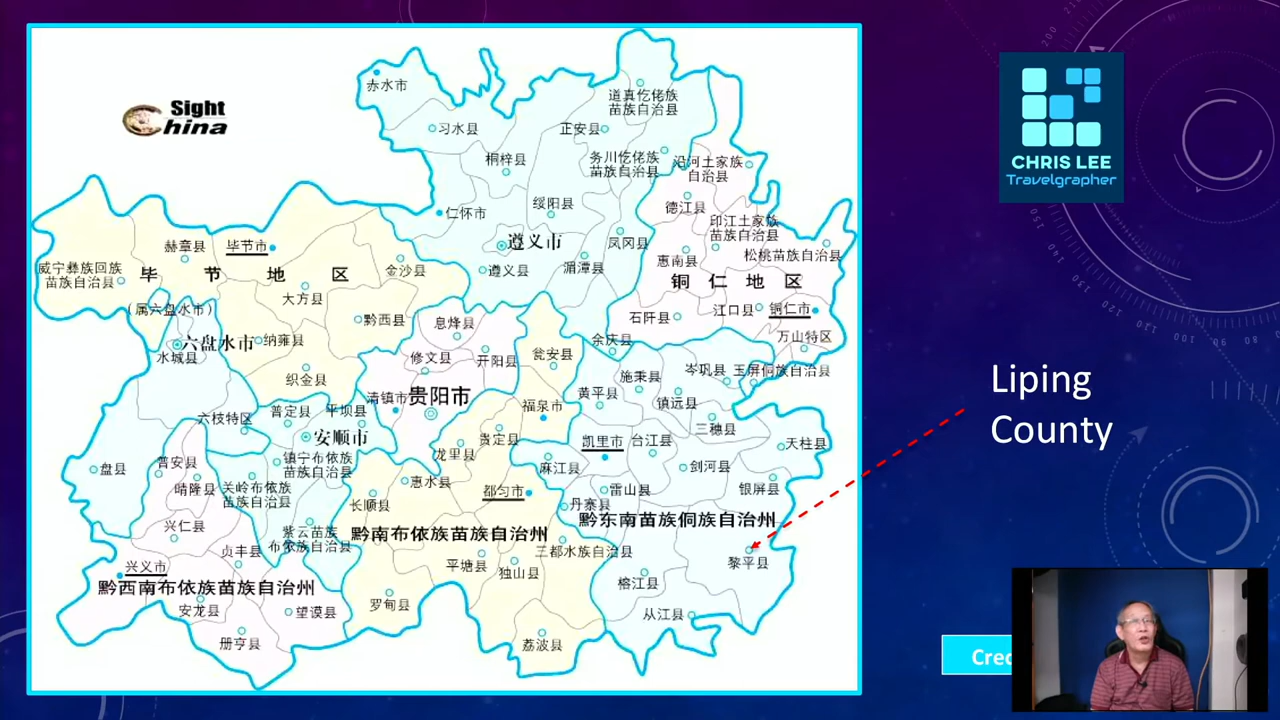 Sight
China
赤水市
道真仡佬族
苗族自治县
习水县
正安县
桐梓县
务川仡佬族
苗族自治县
沿河土家族
自治县
仁怀市
绥阳县
德江县
印江土家族
苗族自治县
遵义市
凤冈县
松桃苗族自治县
赫章县
毕节市
威宁彝族回族
苗族自治县
毕节地区
金沙县
遵义县
湄潭县
惠南县
铜仁地区
大方县
(属六盘水市)
黔西县
息烽县
石阡县
江口县
铜仁市
万山特区
六盘水市
纳雍县
水城县
修文县
开阳县
瓮安县
余庆县
施秉县
岑巩县
玉屏侗族自治县
织金县
清镇市
贵阳市
黄平县
镇远县
六枝特区
普定县
平坝县
福泉市
三穗县
安顺市
贵定县
凯里市
台江县
天柱县
盘县
普安县
镇宁布依族
苗族自治县
龙里县
麻江县
剑河县
晴隆县
关岭布依族
苗族自治县
惠水县
都匀市
雷山县
银屏县
长顺县
丹寨县
兴仁县
紫云苗族
布依族自治县
黔南布依族苗族自治州
黔东南苗族侗族自治州
贞丰县
三都水族自治县
黎平县
兴义市
平塘县
独山县
榕江县
黔西南布依族苗族自治州
安龙县
望谟县
罗甸县
从江县
册亨县
荔波县
CHRIS LEE
Travelgrapher
Liping
County